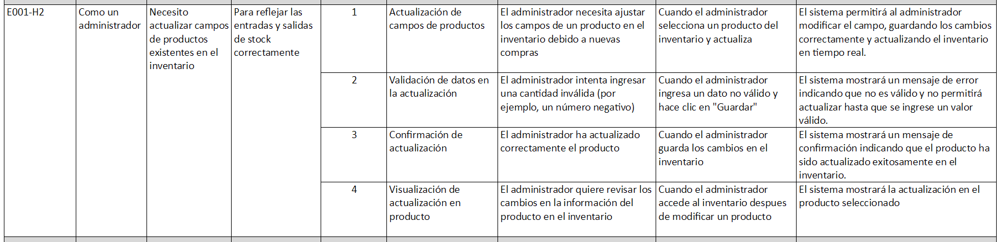 E001-H2
Como un
administrador
Necesito
actualizar campos
de productos
existentes en el
inventario
Para reflejar las
entradas y salidas
de stock
correctamente
1
Actualización de
campos de productos
El administrador necesita ajustar
los campos de un producto en el
inventario debido a nuevas
compras
Cuando el administrador
selecciona un producto del
inventario y actualiza
El sistema permitirá al administrador
modificar el campo, guardando los cambios
correctamente y actualizando el inventario
en tiempo real.
2
Validación de datos en
la actualización
El administrador intenta ingresar
una cantidad inválida (por
ejemplo, un número negativo)
Cuando el administrador
ingresa un dato no válido y
hace clic en "Guardar"
El sistema mostrará un mensaje de error
indicando que no es válido y no permitirá
actualizar hasta que se ingrese un valor
válido.
3
Confirmación de
actualización
El administrador ha actualizado
correctamente el producto
Cuando el administrador
guarda los cambios en el
inventario
El sistema mostrará un mensaje de
confirmación indicando que el producto ha
sido actualizado exitosamente en el
inventario.
4
Visualización de
actualización en
producto
El administrador quiere revisar los
cambios en la información del
producto en el inventario
Cuando el administrador
accede al inventario despues
de modificar un producto
El sistema mostrará la actualización en el
producto seleccionado